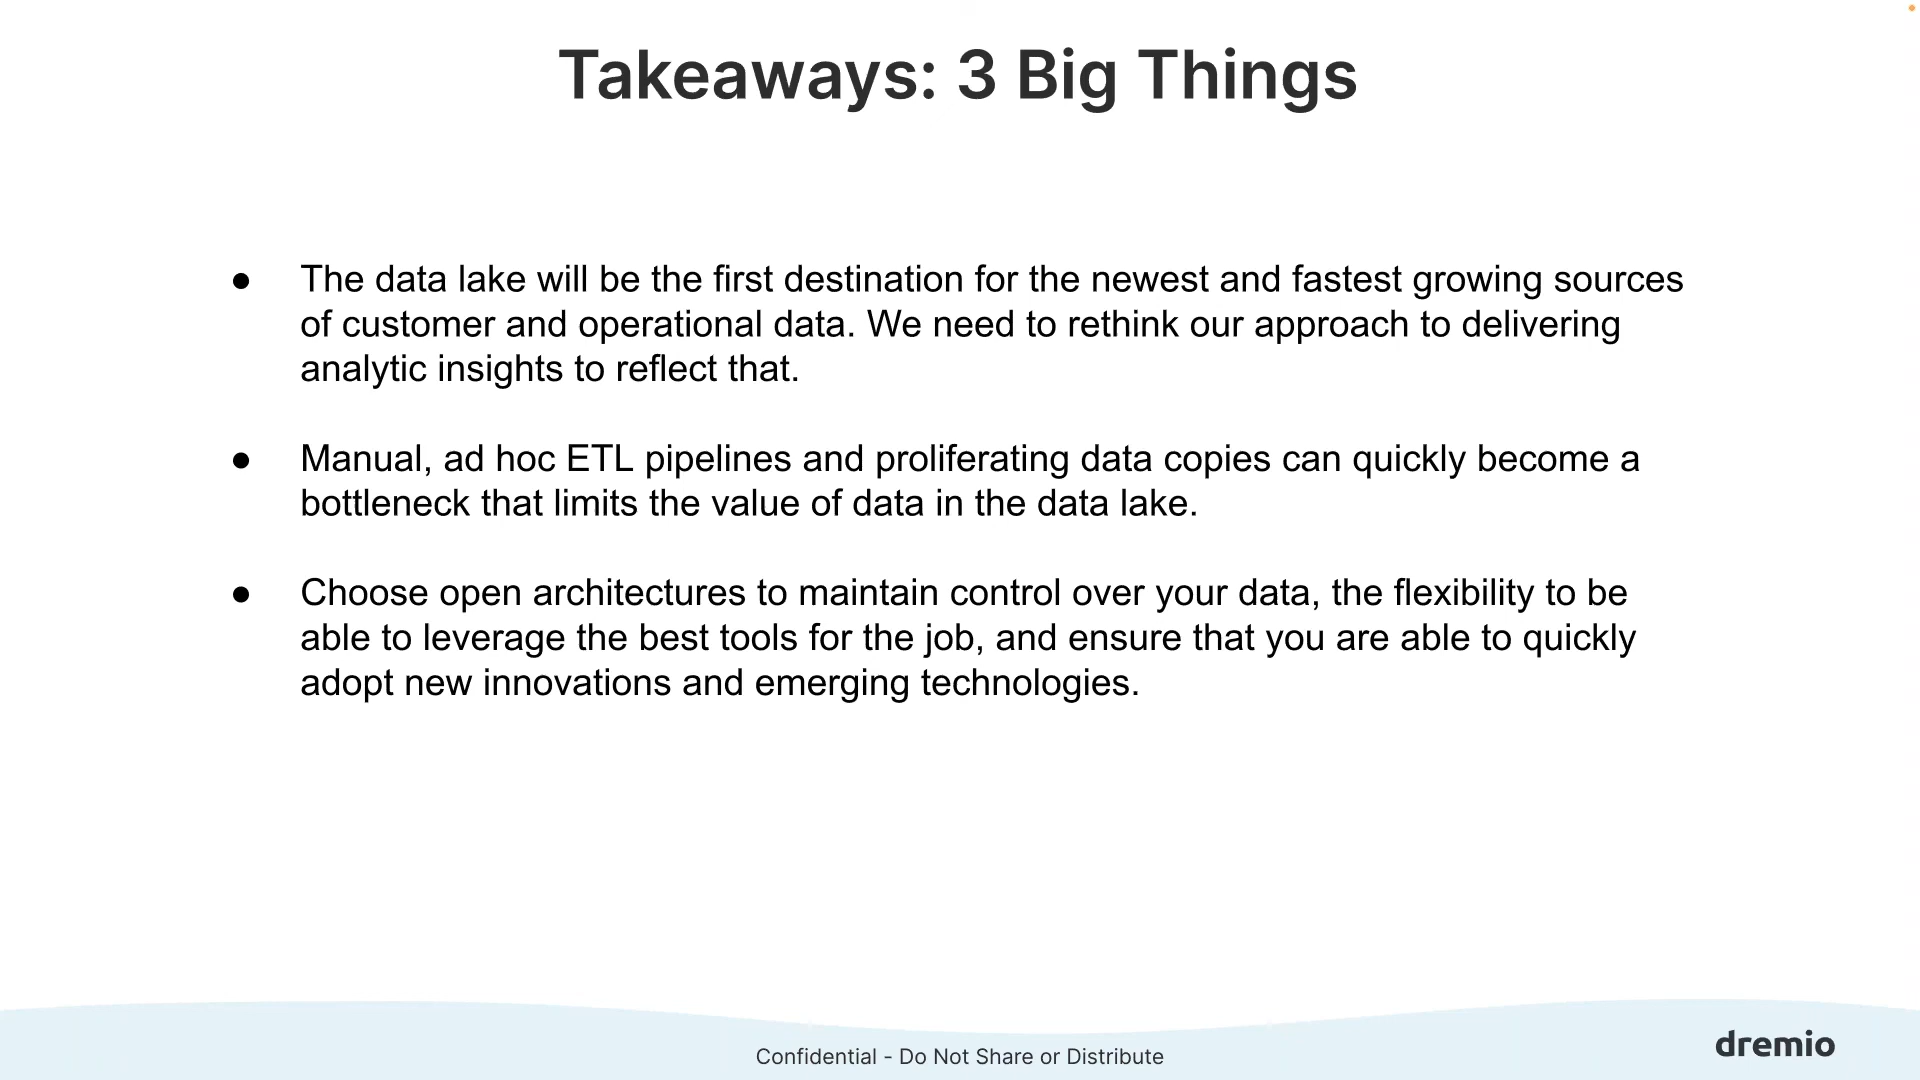 Takeaways: 3 Big Things
● The data lake will be the first destination for the newest and fastest growing sources
of customer and operational data. We need to rethink our approach to delivering
analytic insights to reflect that.
● Manual, ad hoc ETL pipelines and proliferating data copies can quickly become a
bottleneck that limits the value of data in the data lake.
● Choose open architectures to maintain control over your data, the flexibility to be
able to leverage the best tools for the job, and ensure that you are able to quickly
adopt new innovations and emerging technologies.
Confidential - Do Not Share or Distribute
dremio